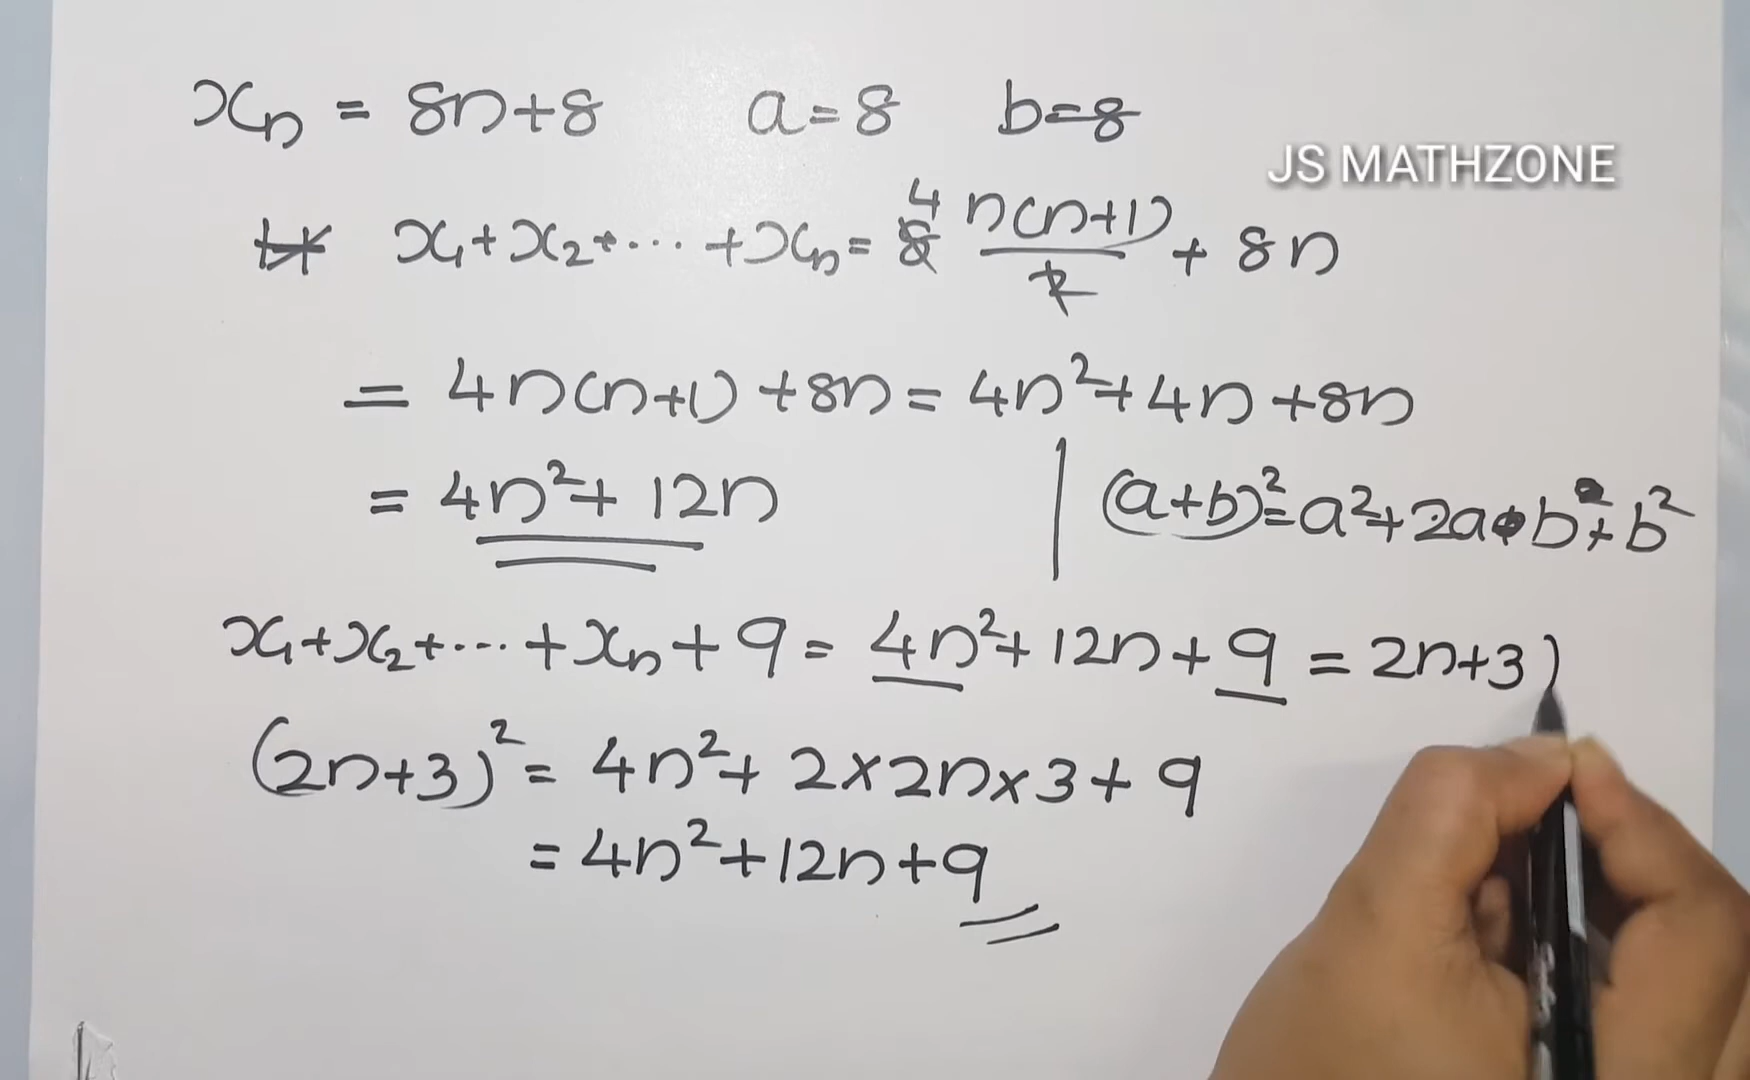 xₙ = 8n+8 a=8 b=8
JS MATHZONE
x₁+x₂+⋯+xₙ= 4 n(n+1)/2 + 8n
= 4n(n+1) +8n = 4n²+4n+8n
= 4n²+12n
(a+b)²=a²+2a·b+b²
x₁+x₂+⋯+xₙ+9 = 4n²+12n+9 = 2n+3)
(2n+3)² = 4n²+2×2n×3+9
= 4n²+12n+9